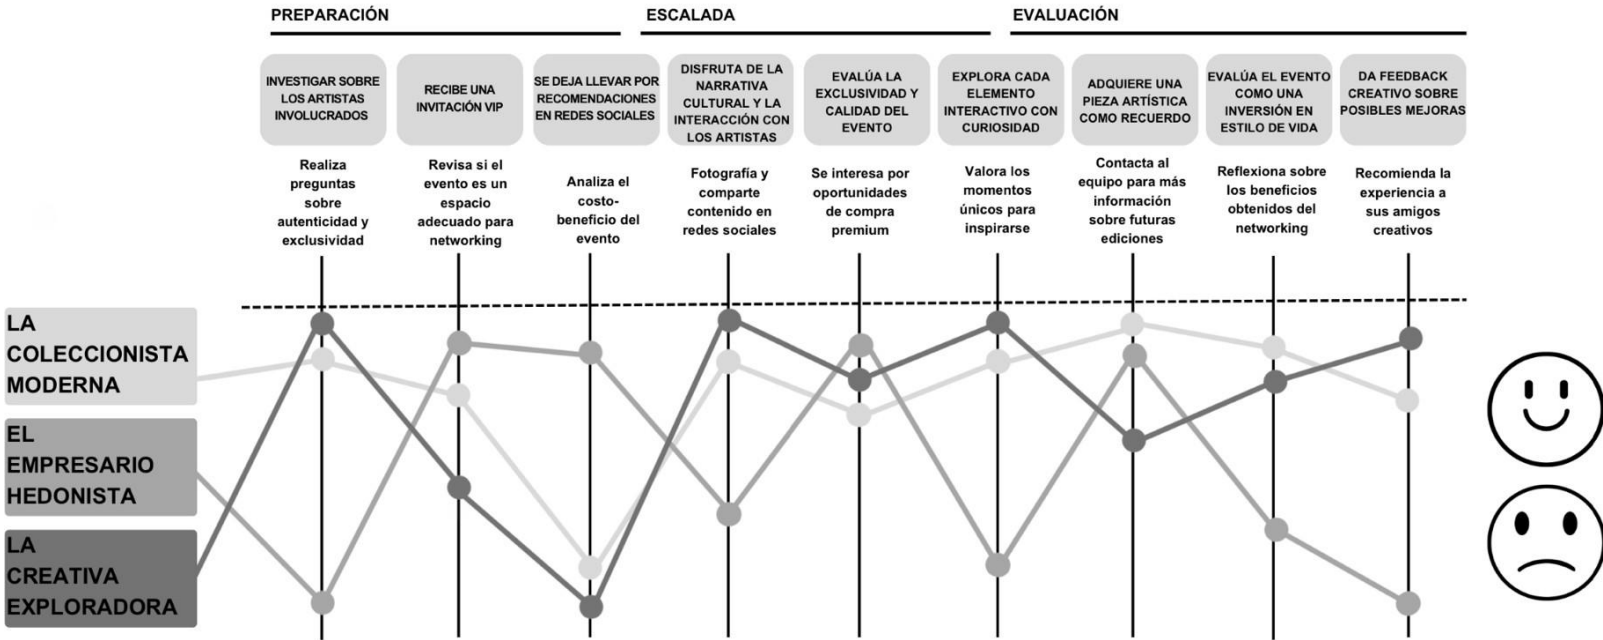 PREPARACIÓN
ESCALADA
EVALUACIÓN
INVESTIGAR SOBRE
LOS ARTISTAS
INVOLUCRADOS
RECIBE UNA
INVITACIÓN VIP
SE DEJA LLEVAR POR
RECOMENDACIONES
EN REDES SOCIALES
DISFRUTA DE LA
NARRATIVA
CULTURAL Y LA
INTERACCIÓN CON
LOS ARTISTAS
EVALÚA LA
EXCLUSIVIDAD Y
CALIDAD DEL
EVENTO
EXPLORA CADA
ELEMENTO
INTERACTIVO CON
CURIOSIDAD
ADQUIERE UNA
PIEZA ARTÍSTICA
COMO RECUERDO
EVALÚA EL EVENTO
COMO UNA
INVERSIÓN EN
ESTILO DE VIDA
DA FEEDBACK
CREATIVO SOBRE
POSIBLES MEJORAS
Realiza
preguntas
sobre
autenticidad y
exclusividad
Revisa si el
evento es un
espacio
adecuado para
networking
Analiza el
costo-
beneficio del
evento
Fotografía y
comparte
contenido en
redes sociales
Se interesa por
oportunidades
de compra
premium
Valora los
momentos
únicos para
inspirarse
Contacta al
equipo para más
información
sobre futuras
ediciones
Reflexiona sobre
los beneficios
obtenidos del
networking
Recomienda la
experiencia a
sus amigos
creativos
LA
COLECCIONISTA
MODERNA
EL
EMPRESARIO
HEDONISTA
LA
CREATIVA
EXPLORADORA